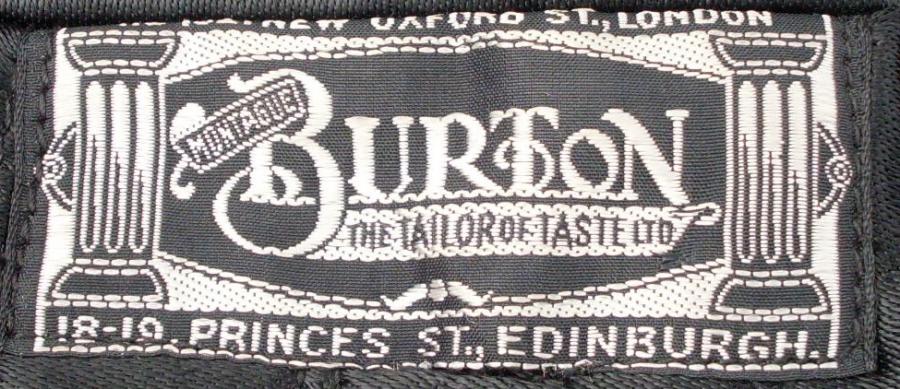 NEW OXFORD ST., LONDON
MONTAGUE
BURTON
THE TAILOR OF TASTE LTD
18-19. PRINCES ST., EDINBURGH.